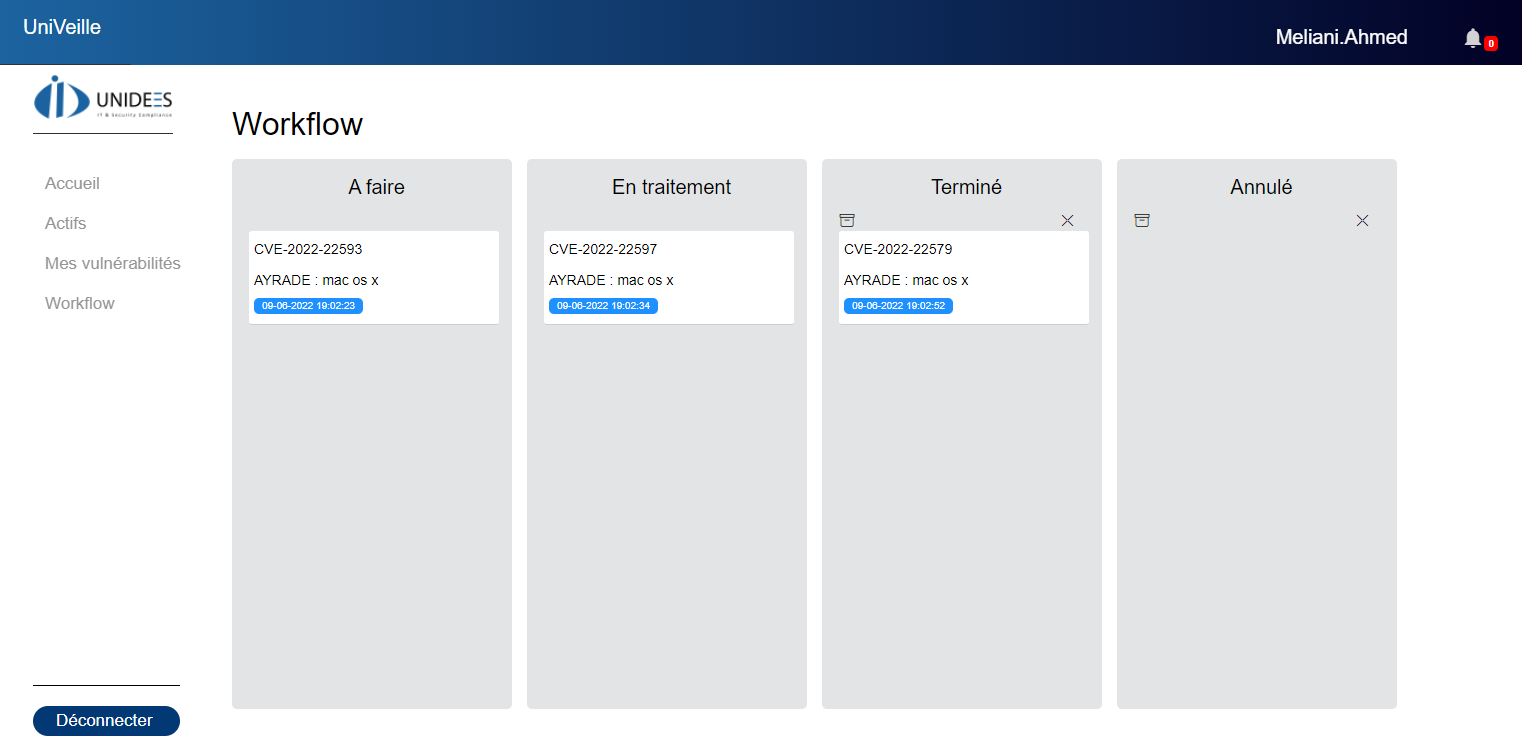 UniVeille
Meliani.Ahmed
0
UNIDEES
IT & Security Compliance
Accueil
Actifs
Mes vulnérabilités
Workflow
Déconnecter
Workflow
A faire
CVE-2022-22593
AYRADE : mac os x
09-06-2022 19:02:23
En traitement
CVE-2022-22597
AYRADE : mac os x
09-06-2022 19:02:34
Terminé
CVE-2022-22579
AYRADE : mac os x
09-06-2022 19:02:52
Annulé